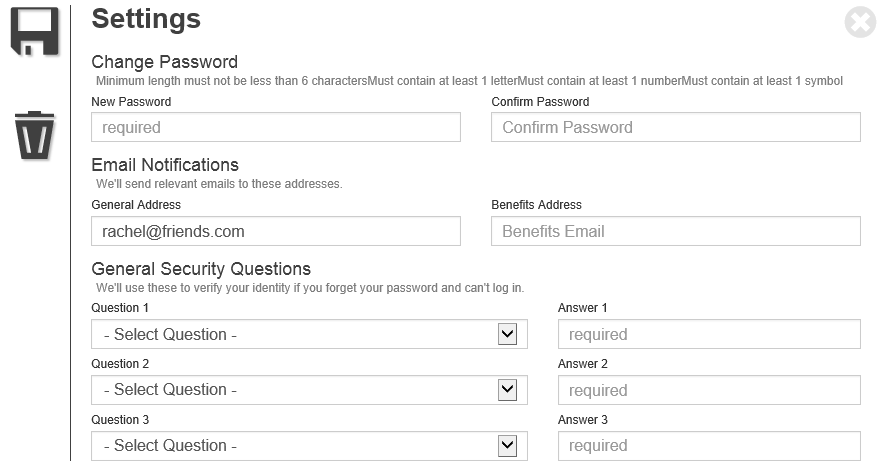 Settings
Change Password
Minimum length must not be less than 6 charactersMust contain at least 1 letterMust contain at least 1 numberMust contain at least 1 symbol
New Password
Confirm Password
required
Confirm Password
Email Notifications
We'll send relevant emails to these addresses.
General Address
Benefits Address
rachel@friends.com
Benefits Email
General Security Questions
We'll use these to verify your identity if you forget your password and can't log in.
Question 1
Answer 1
- Select Question -
required
Question 2
Answer 2
- Select Question -
required
Question 3
Answer 3
- Select Question -
required